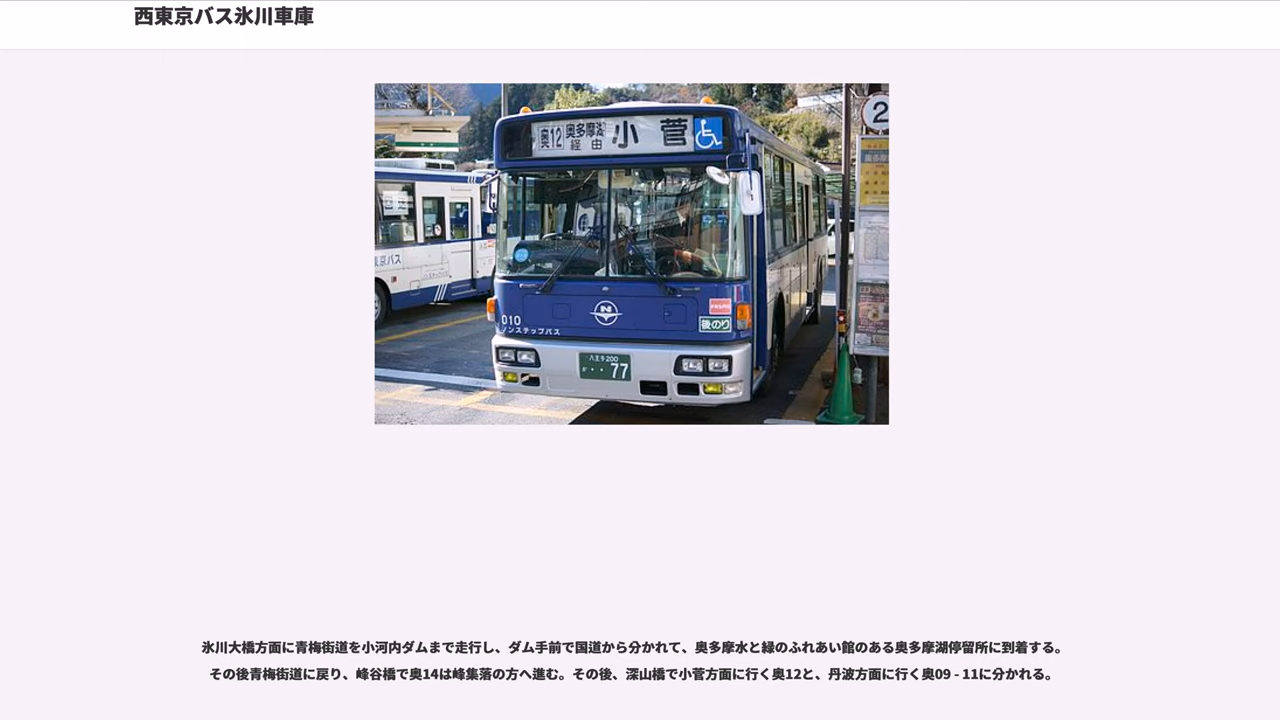 西東京バス氷川車庫
奥12 奥多摩湖 経由 小菅
2
東京バス
010
ノンステップバス
後のり
八王子200
77
氷川大橋方面に青梅街道を小河内ダムまで走行し、ダム手前で国道から分かれて、奥多摩水と緑のふれあい館のある奥多摩湖停留所に到着する。
その後青梅街道に戻り、峰谷橋で奥14は峰集落の方へ進む。その後、深山橋で小菅方面に行く奥12と、丹波方面に行く奥09 - 11に分かれる。